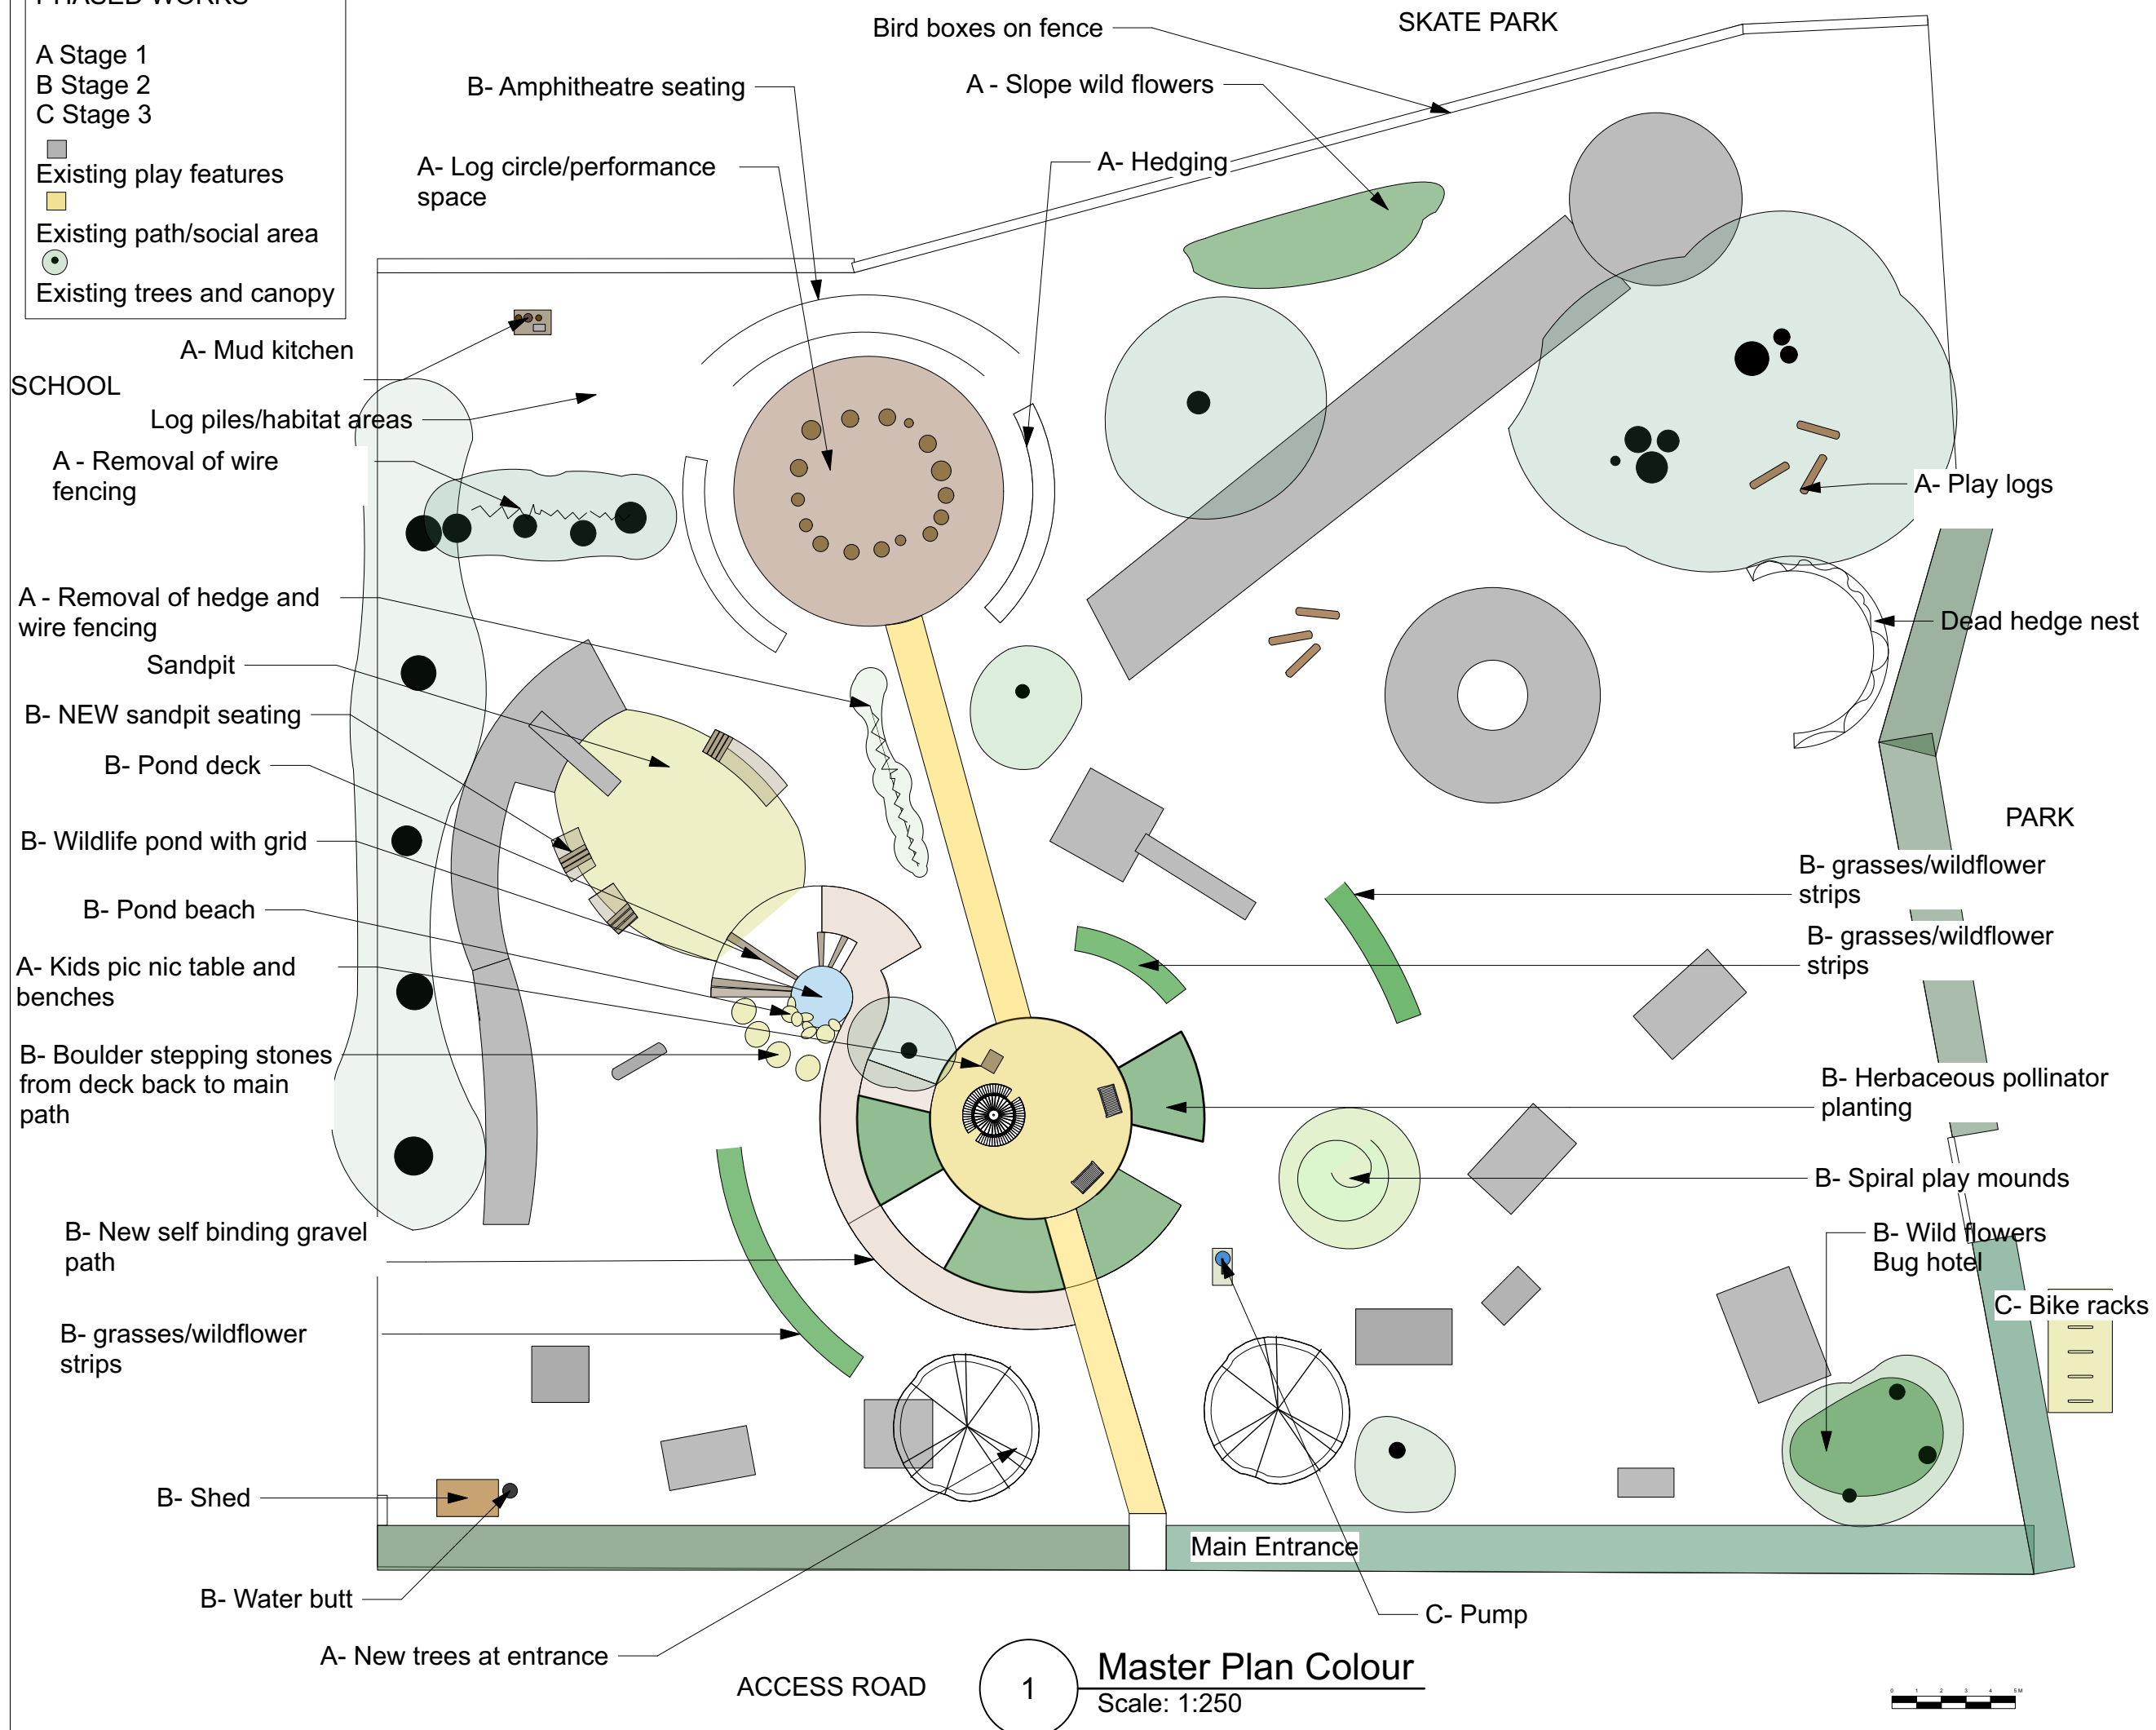 PHASED WORKS
A Stage 1
B Stage 2
C Stage 3
Existing play features
Existing path/social area
Existing trees and canopy
Bird boxes on fence
SKATE PARK
B- Amphitheatre seating
A - Slope wild flowers
A- Log circle/performance
space
A- Hedging
A- Mud kitchen
SCHOOL
Log piles/habitat areas
A - Removal of wire
fencing
A- Play logs
A - Removal of hedge and
wire fencing
Dead hedge nest
Sandpit
B- NEW sandpit seating
B- Pond deck
PARK
B- Wildlife pond with grid
B- grasses/wildflower
strips
B- Pond beach
B- grasses/wildflower
strips
A- Kids pic nic table and
benches
B- Boulder stepping stones
from deck back to main
path
B- Herbaceous pollinator
planting
B- Spiral play mounds
B- New self binding gravel
path
B- Wild flowers
Bug hotel
C- Bike racks
B- grasses/wildflower
strips
B- Shed
Main Entrance
B- Water butt
C- Pump
A- New trees at entrance
ACCESS ROAD
1
Master Plan Colour
Scale: 1:250
0 1 2 3 4 5 M